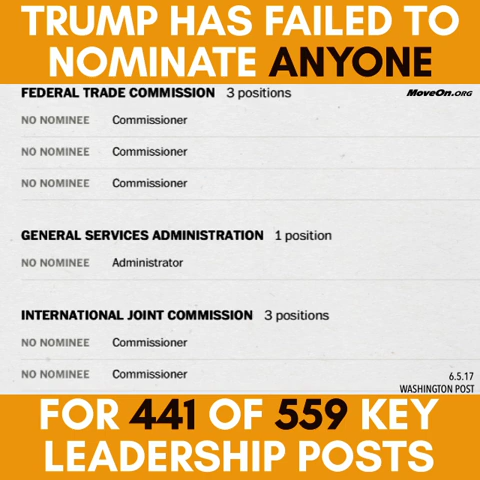 TRUMP HAS FAILED TO
NOMINATE ANYONE
FEDERAL TRADE COMMISSION 3 positions
MoveOn.ORG
NO NOMINEE Commissioner
NO NOMINEE Commissioner
NO NOMINEE Commissioner
GENERAL SERVICES ADMINISTRATION 1 position
NO NOMINEE Administrator
INTERNATIONAL JOINT COMMISSION 3 positions
NO NOMINEE Commissioner
NO NOMINEE Commissioner
6.5.17
WASHINGTON POST
FOR 441 OF 559 KEY
LEADERSHIP POSTS